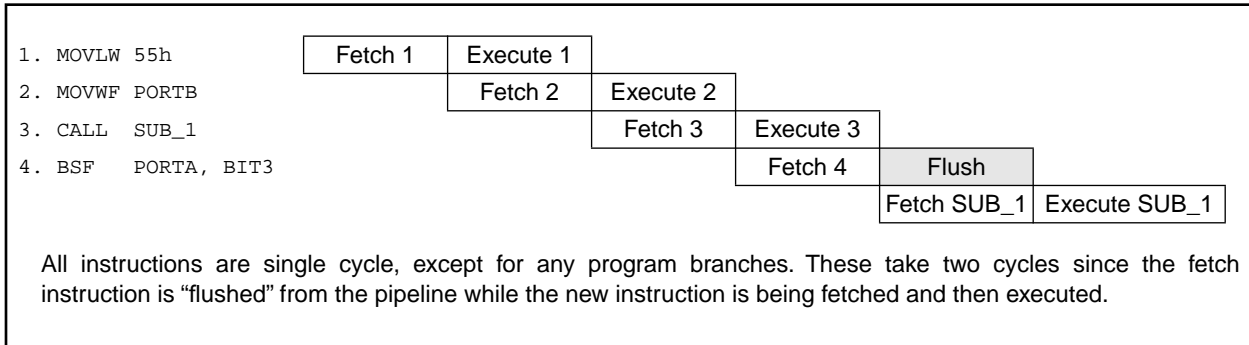 1. MOVLW 55h Fetch 1 Execute 1
2. MOVWF PORTB Fetch 2 Execute 2
3. CALL SUB_1 Fetch 3 Execute 3
4. BSF PORTA, BIT3 Fetch 4 Flush
Fetch SUB_1 Execute SUB_1
All instructions are single cycle, except for any program branches. These take two cycles since the fetch
instruction is “flushed” from the pipeline while the new instruction is being fetched and then executed.